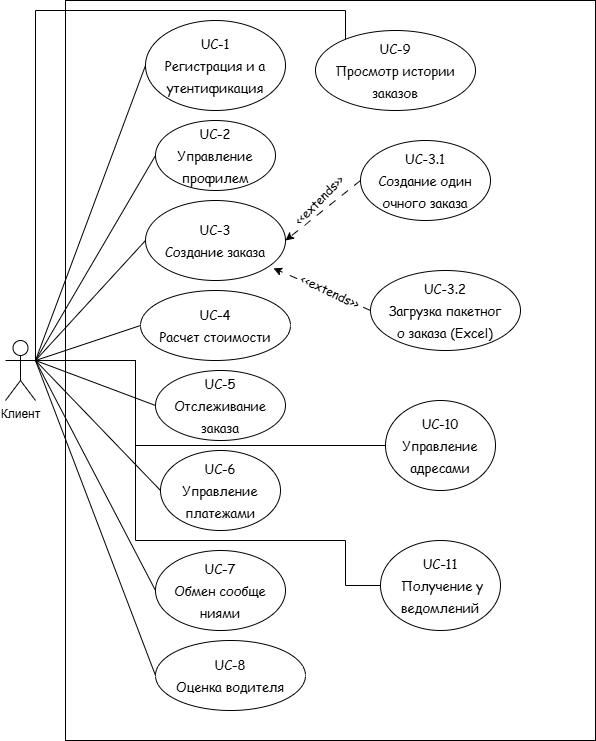 UC-1
Регистрация и а
утентификация
UC-9
Просмотр истории
заказов
UC-2
Управление
профилем
UC-3.1
Создание один
очного заказа
<<extends>>
UC-3
Создание заказа
<<extends>>
UC-3.2
Загрузка пакетног
о заказа (Excel)
UC-4
Расчет стоимости
Клиент
UC-5
Отслеживание
заказа
UC-10
Управление
адресами
UC-6
Управление
платежами
UC-7
Обмен сообще
ниями
UC-11
Получение у
ведомлений
UC-8
Оценка водителя